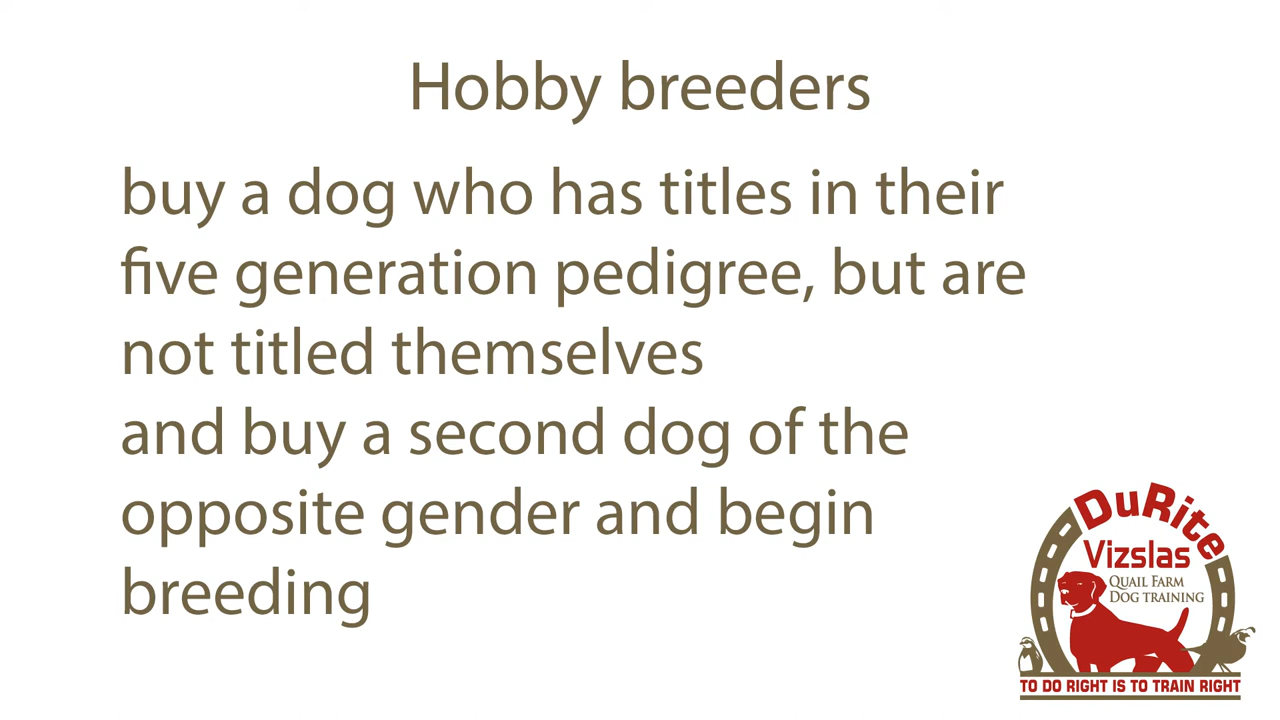 Hobby breeders
buy a dog who has titles in their
five generation pedigree, but are
not titled themselves
and buy a second dog of the
opposite gender and begin
breeding
DuRite
Vizslas
Quail Farm
Dog training
TO DO RIGHT IS TO TRAIN RIGHT